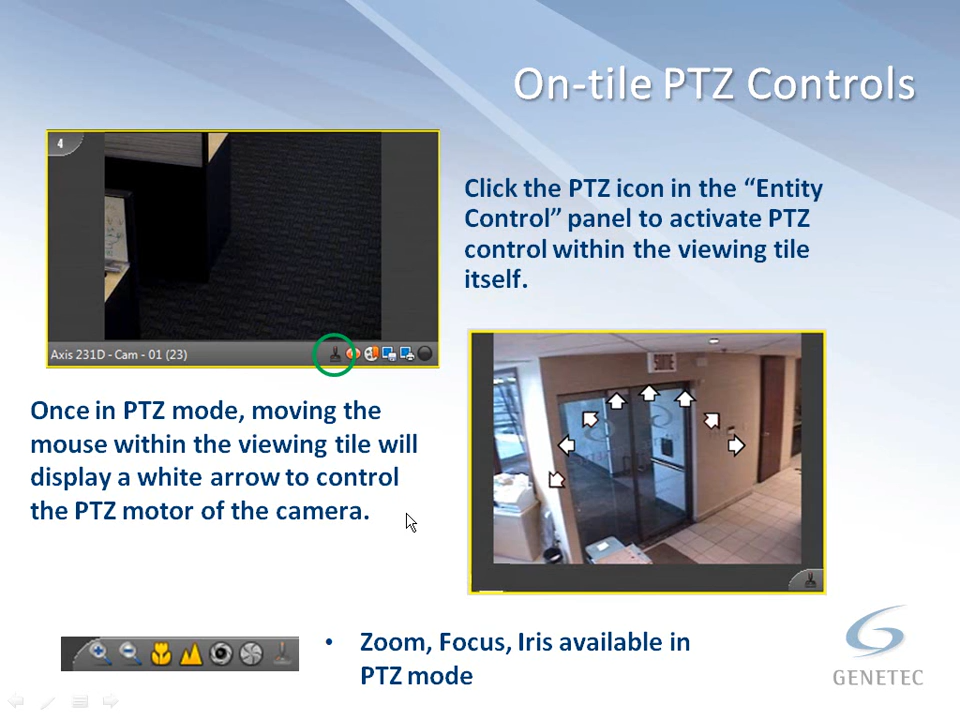 On-tile PTZ Controls
4
Axis 231D - Cam - 01 (23)
Click the PTZ icon in the “Entity
Control” panel to activate PTZ
control within the viewing tile
itself.
Once in PTZ mode, moving the
mouse within the viewing tile will
display a white arrow to control
the PTZ motor of the camera.
• Zoom, Focus, Iris available in
PTZ mode
GENETEC